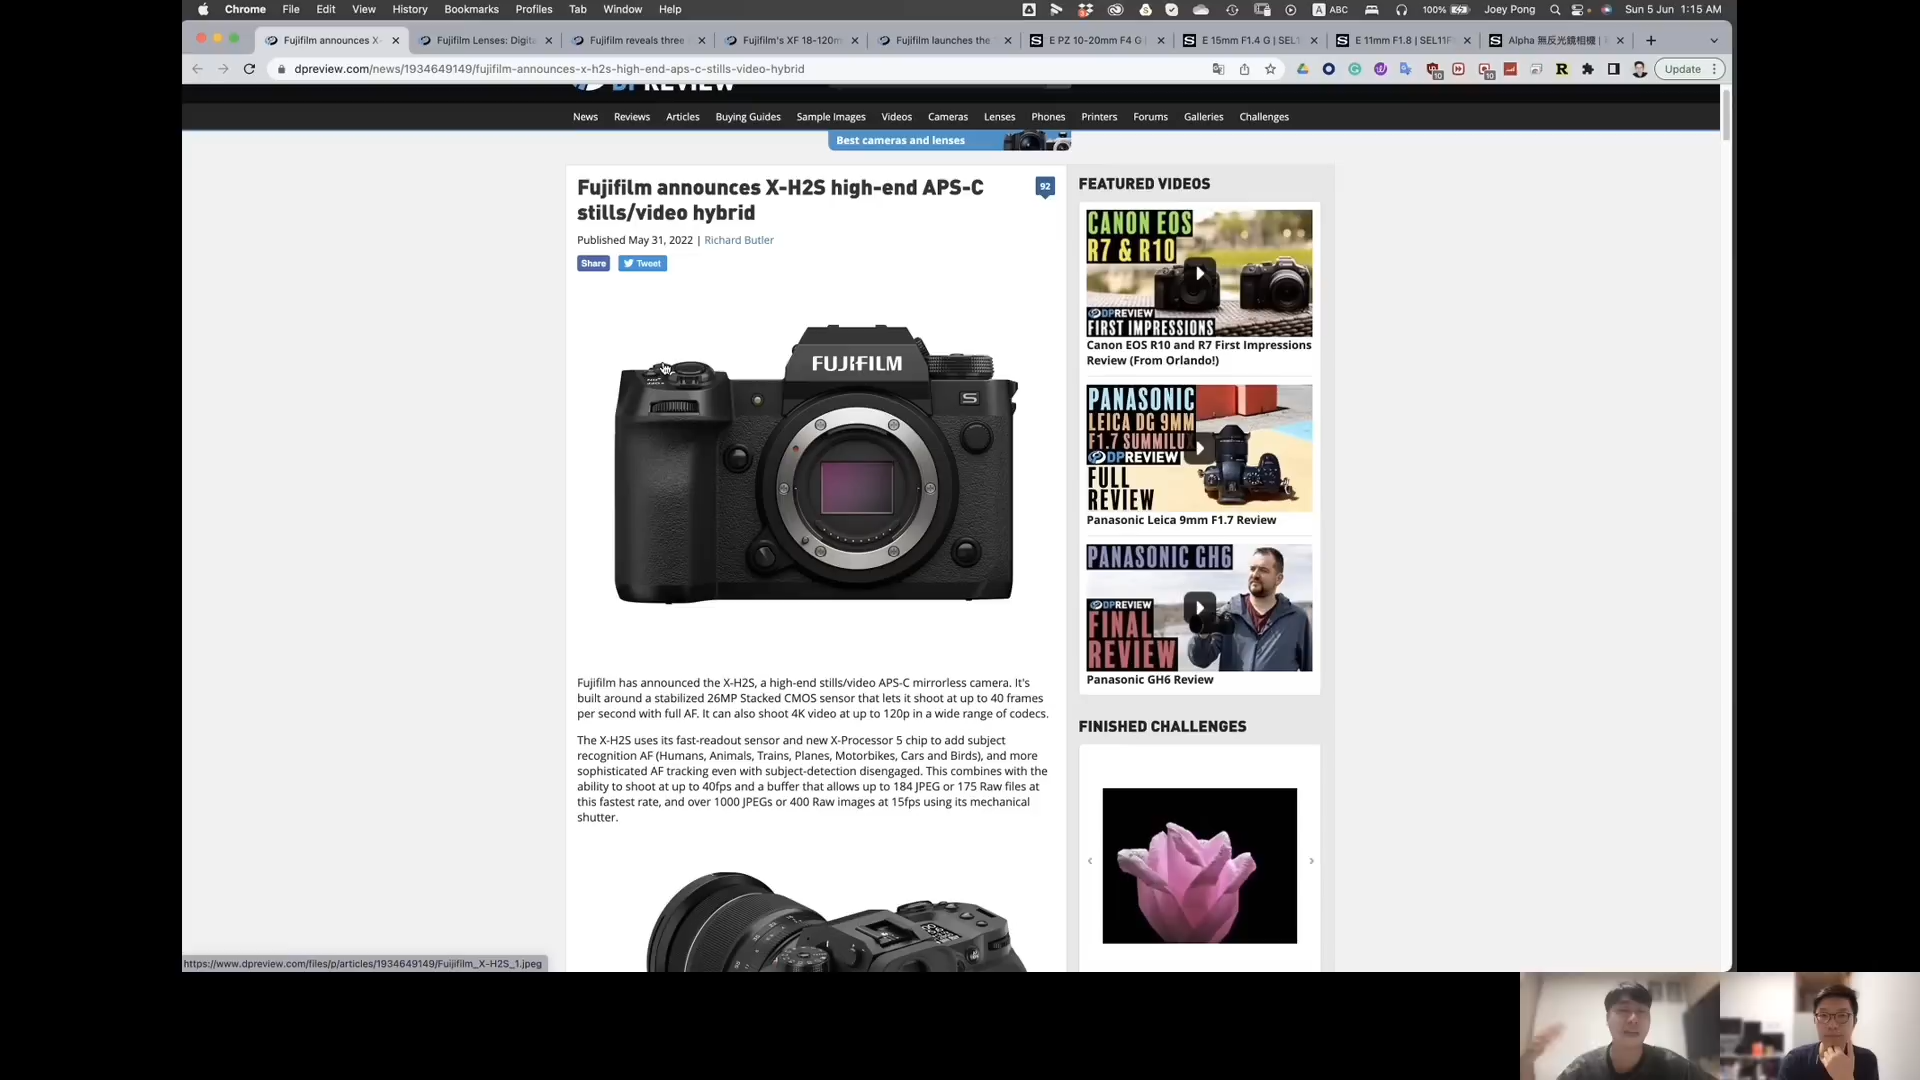 Chrome File Edit View History Bookmarks Profiles Tab Window Help
A ABC 100% Joey Pong Sun 5 Jun 1:15 AM
Fujifilm announces X-
Fujifilm Lenses: Digita
Fujifilm reveals three
Fujifilm's XF 18-120m
Fujifilm launches the
E PZ 10-20mm F4 G
E 15mm F1.4 G | SEL1
E 11mm F1.8 | SEL11F
Alpha 無反光鏡相機 |
dpreview.com/news/1934649149/fujifilm-announces-x-h2s-high-end-aps-c-stills-video-hybrid
Update
DPREVIEW
News Reviews Articles Buying Guides Sample Images Videos Cameras Lenses Phones Printers Forums Galleries Challenges
Best cameras and lenses
Fujifilm announces X-H2S high-end APS-C
stills/video hybrid
92
Published May 31, 2022 | Richard Butler
Share Tweet
FUJIFILM
S
Fujifilm has announced the X-H2S, a high-end stills/video APS-C mirrorless camera. It's
built around a stabilized 26MP Stacked CMOS sensor that lets it shoot at up to 40 frames
per second with full AF. It can also shoot 4K video at up to 120p in a wide range of codecs.
The X-H2S uses its fast-readout sensor and new X-Processor 5 chip to add subject
recognition AF (Humans, Animals, Trains, Planes, Motorbikes, Cars and Birds), and more
sophisticated AF tracking even with subject-detection disengaged. This combines with the
ability to shoot at up to 40fps and a buffer that allows up to 184 JPEG or 175 Raw files at
this fastest rate, and over 1000 JPEGs or 400 Raw images at 15fps using its mechanical
shutter.
FEATURED VIDEOS
CANON EOS
R7 & R10
DPREVIEW
FIRST IMPRESSIONS
Canon EOS R10 and R7 First Impressions
Review (From Orlando!)
PANASONIC
LEICA DG 9MM
F1.7 SUMMILUX
DPREVIEW
FULL
REVIEW
Panasonic Leica 9mm F1.7 Review
PANASONIC GH6
DPREVIEW
FINAL
REVIEW
Panasonic GH6 Review
FINISHED CHALLENGES
https://www.dpreview.com/files/p/articles/1934649149/Fuijifilm_X-H2S_1.jpeg